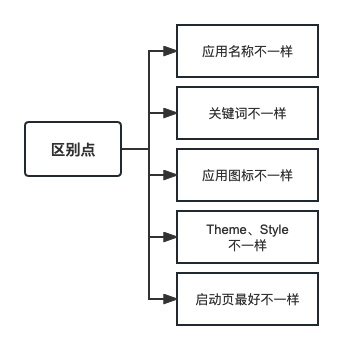 区别点
应用名称不一样
关键词不一样
应用图标不一样
Theme、Style
不一样
启动页最好不一样